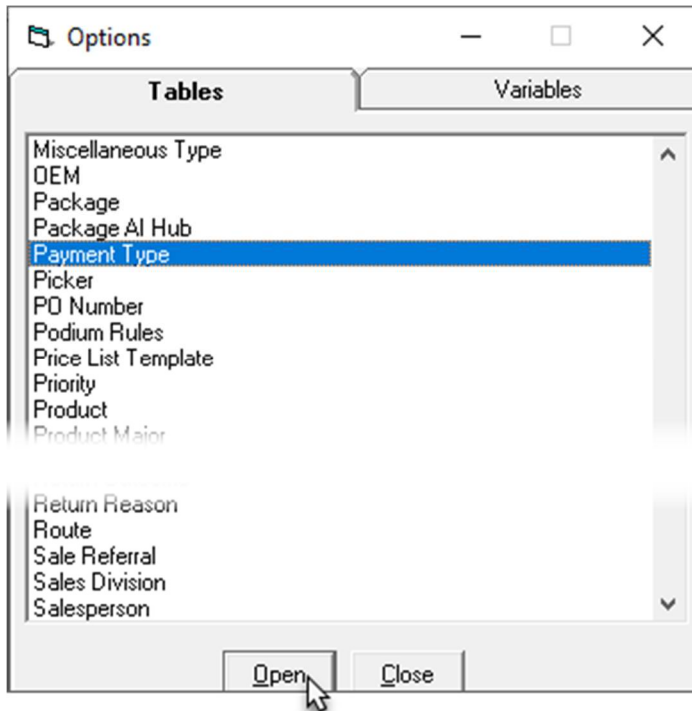 Options
Tables
Variables
Miscellaneous Type
OEM
Package
Package AI Hub
Payment Type
Picker
PO Number
Podium Rules
Price List Template
Priority
Product
Product Major
Return Reason
Route
Sale Referral
Sales Division
Salesperson
Open
Close